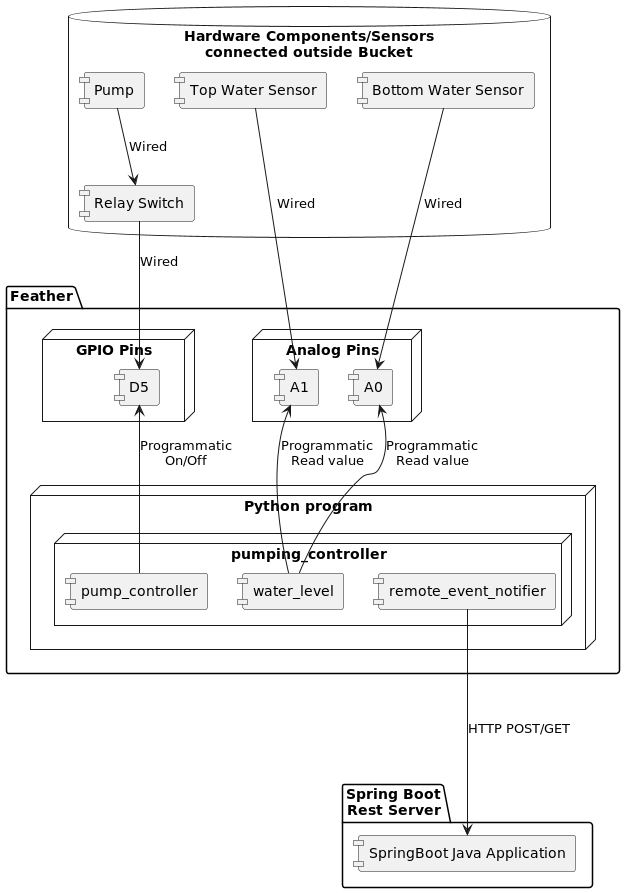 Hardware Components/Sensors
connected outside Bucket
Pump
Top Water Sensor
Bottom Water Sensor
Wired
Relay Switch
Wired
Wired
Wired
Feather
GPIO Pins
Analog Pins
D5
A1
A0
Programmatic
On/Off
Programmatic
Read value
Programmatic
Read value
Python program
pumping_controller
pump_controller
water_level
remote_event_notifier
HTTP POST/GET
Spring Boot
Rest Server
SpringBoot Java Application